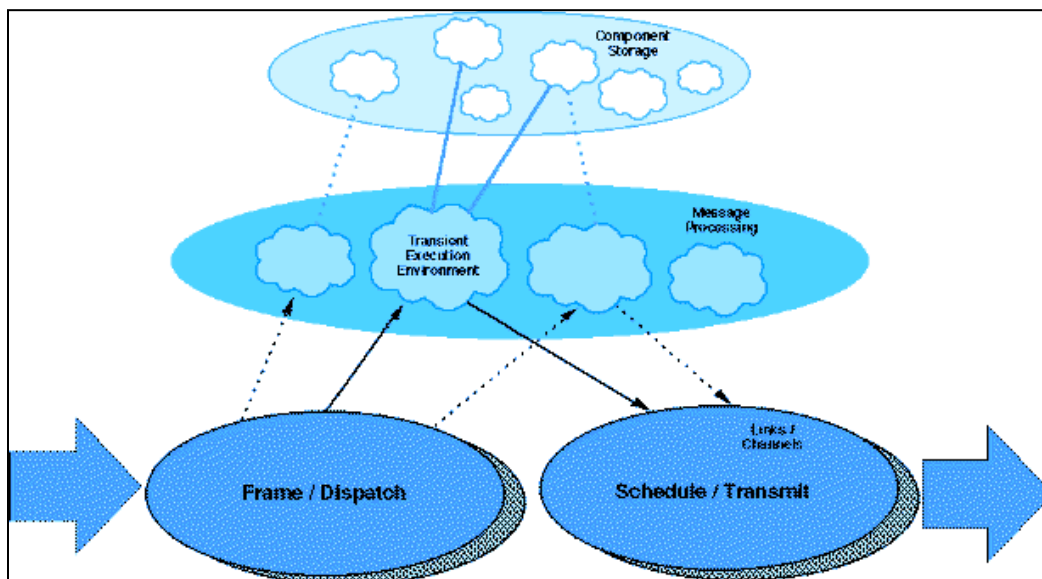 Component
Storage
Message
Processing
Transient
Execution
Environment
Links /
Channels
Frame / Dispatch
Schedule / Transmit